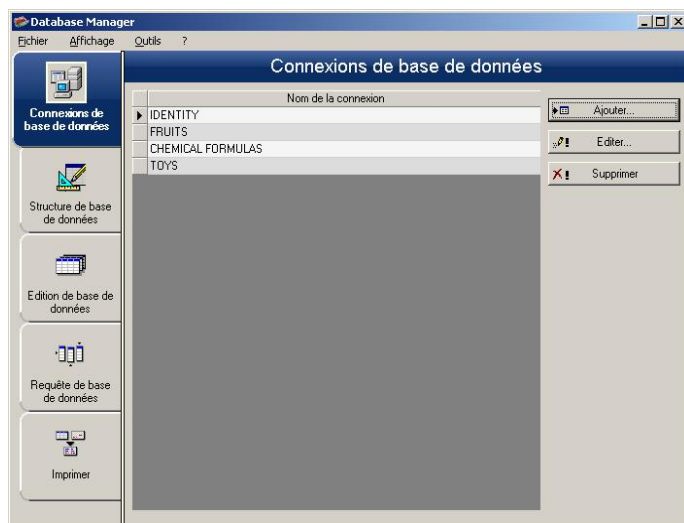 Database Manager
Fichier Affichage Outils ?
Connexions de
base de données
Structure de base
de données
Edition de base de
données
Requête de base
de données
Imprimer
Connexions de base de données
Nom de la connexion
IDENTITY
FRUITS
CHEMICAL FORMULAS
TOYS
Ajouter...
Editer...
Supprimer